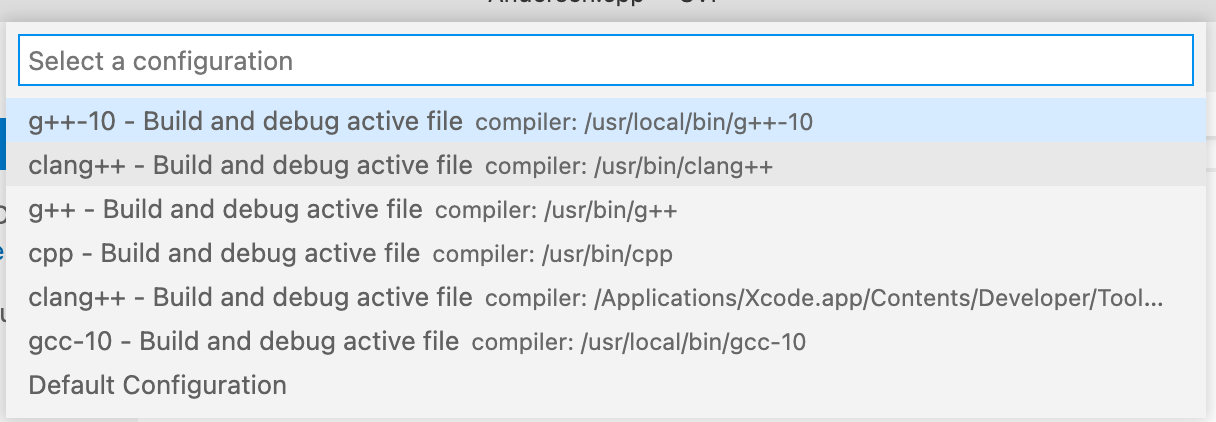 Select a configuration
g++-10 - Build and debug active file compiler: /usr/local/bin/g++-10
clang++ - Build and debug active file compiler: /usr/bin/clang++
g++ - Build and debug active file compiler: /usr/bin/g++
cpp - Build and debug active file compiler: /usr/bin/cpp
clang++ - Build and debug active file compiler: /Applications/Xcode.app/Contents/Developer/Tool...
gcc-10 - Build and debug active file compiler: /usr/local/bin/gcc-10
Default Configuration